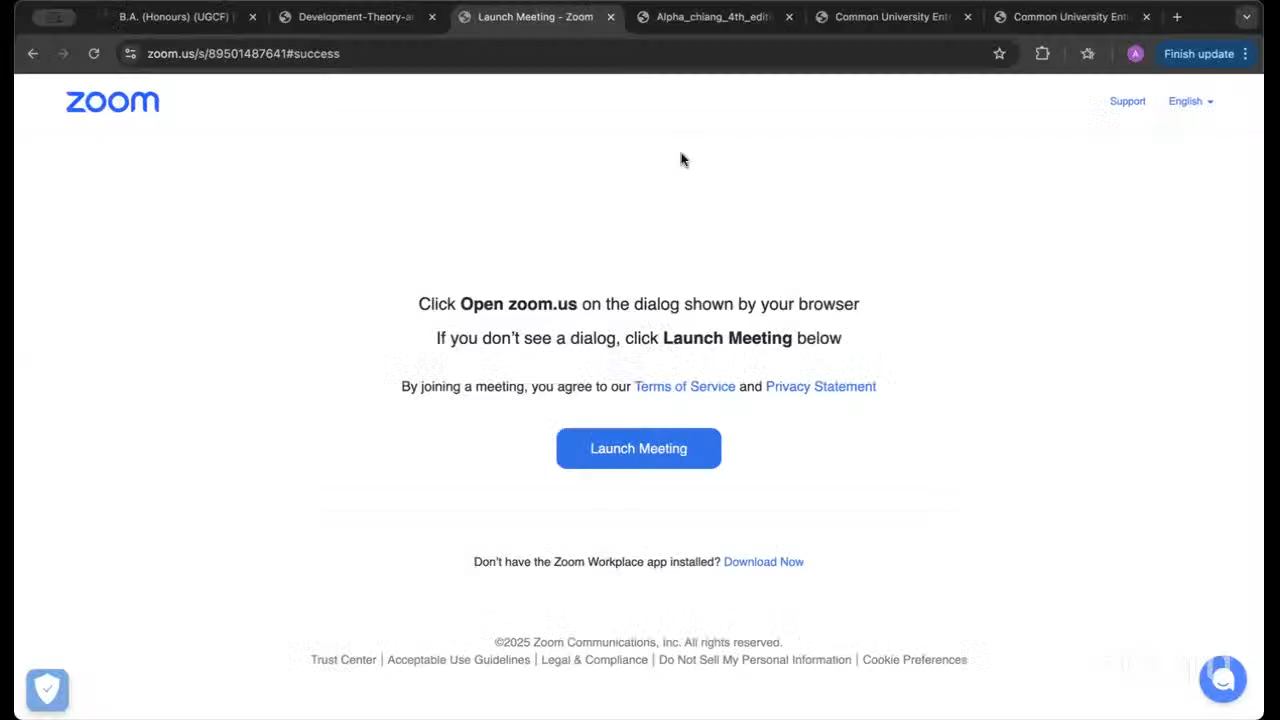 B.A. (Honours) (UGCF)
Development-Theory-a
Launch Meeting - Zoom
Alpha_chiang_4th_edit
Common University Ent
Common University Ent
zoom.us/s/89501487641#success
A
Finish update
zoom
Support
English
Click Open zoom.us on the dialog shown by your browser
If you don't see a dialog, click Launch Meeting below
By joining a meeting, you agree to our Terms of Service and Privacy Statement
Launch Meeting
Don't have the Zoom Workplace app installed? Download Now
©2025 Zoom Communications, Inc. All rights reserved.
Trust Center | Acceptable Use Guidelines | Legal & Compliance | Do Not Sell My Personal Information | Cookie Preferences